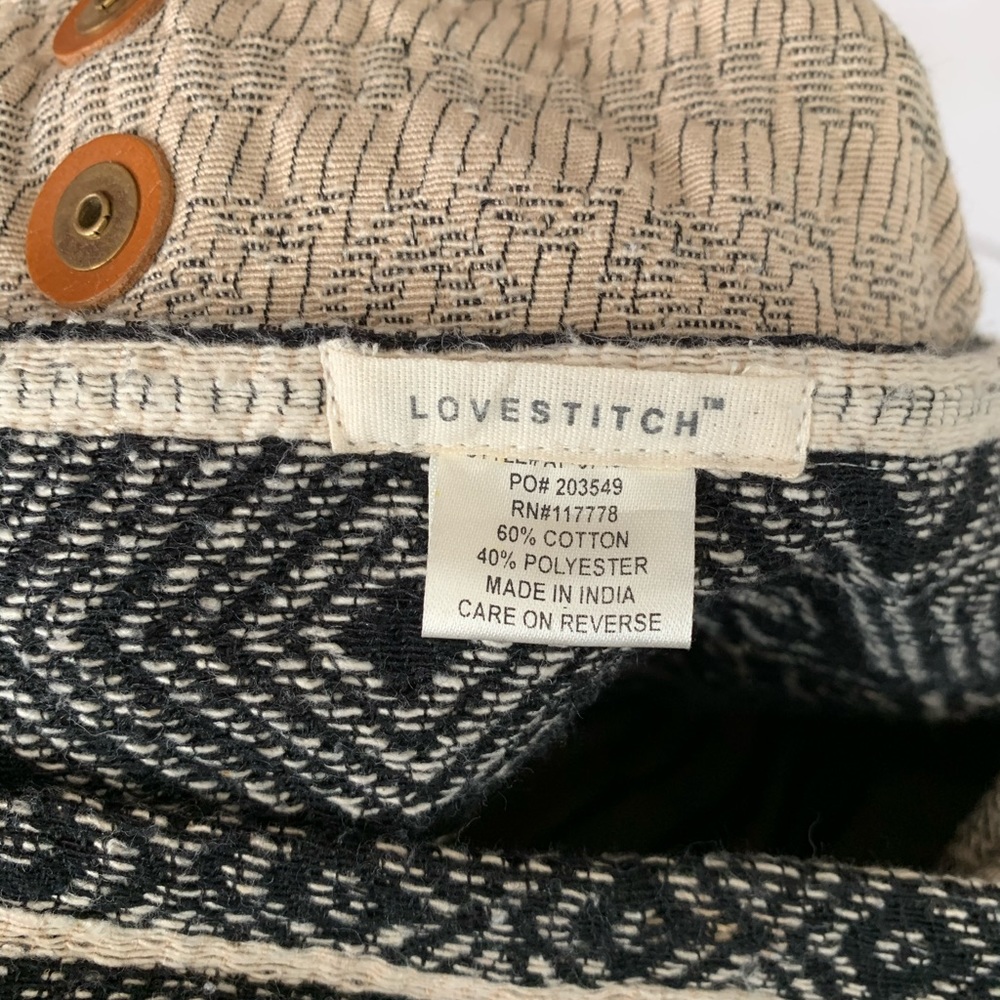 LOVESTITCH™
PO# 203549
RN#117778
60% COTTON
40% POLYESTER
MADE IN INDIA
CARE ON REVERSE